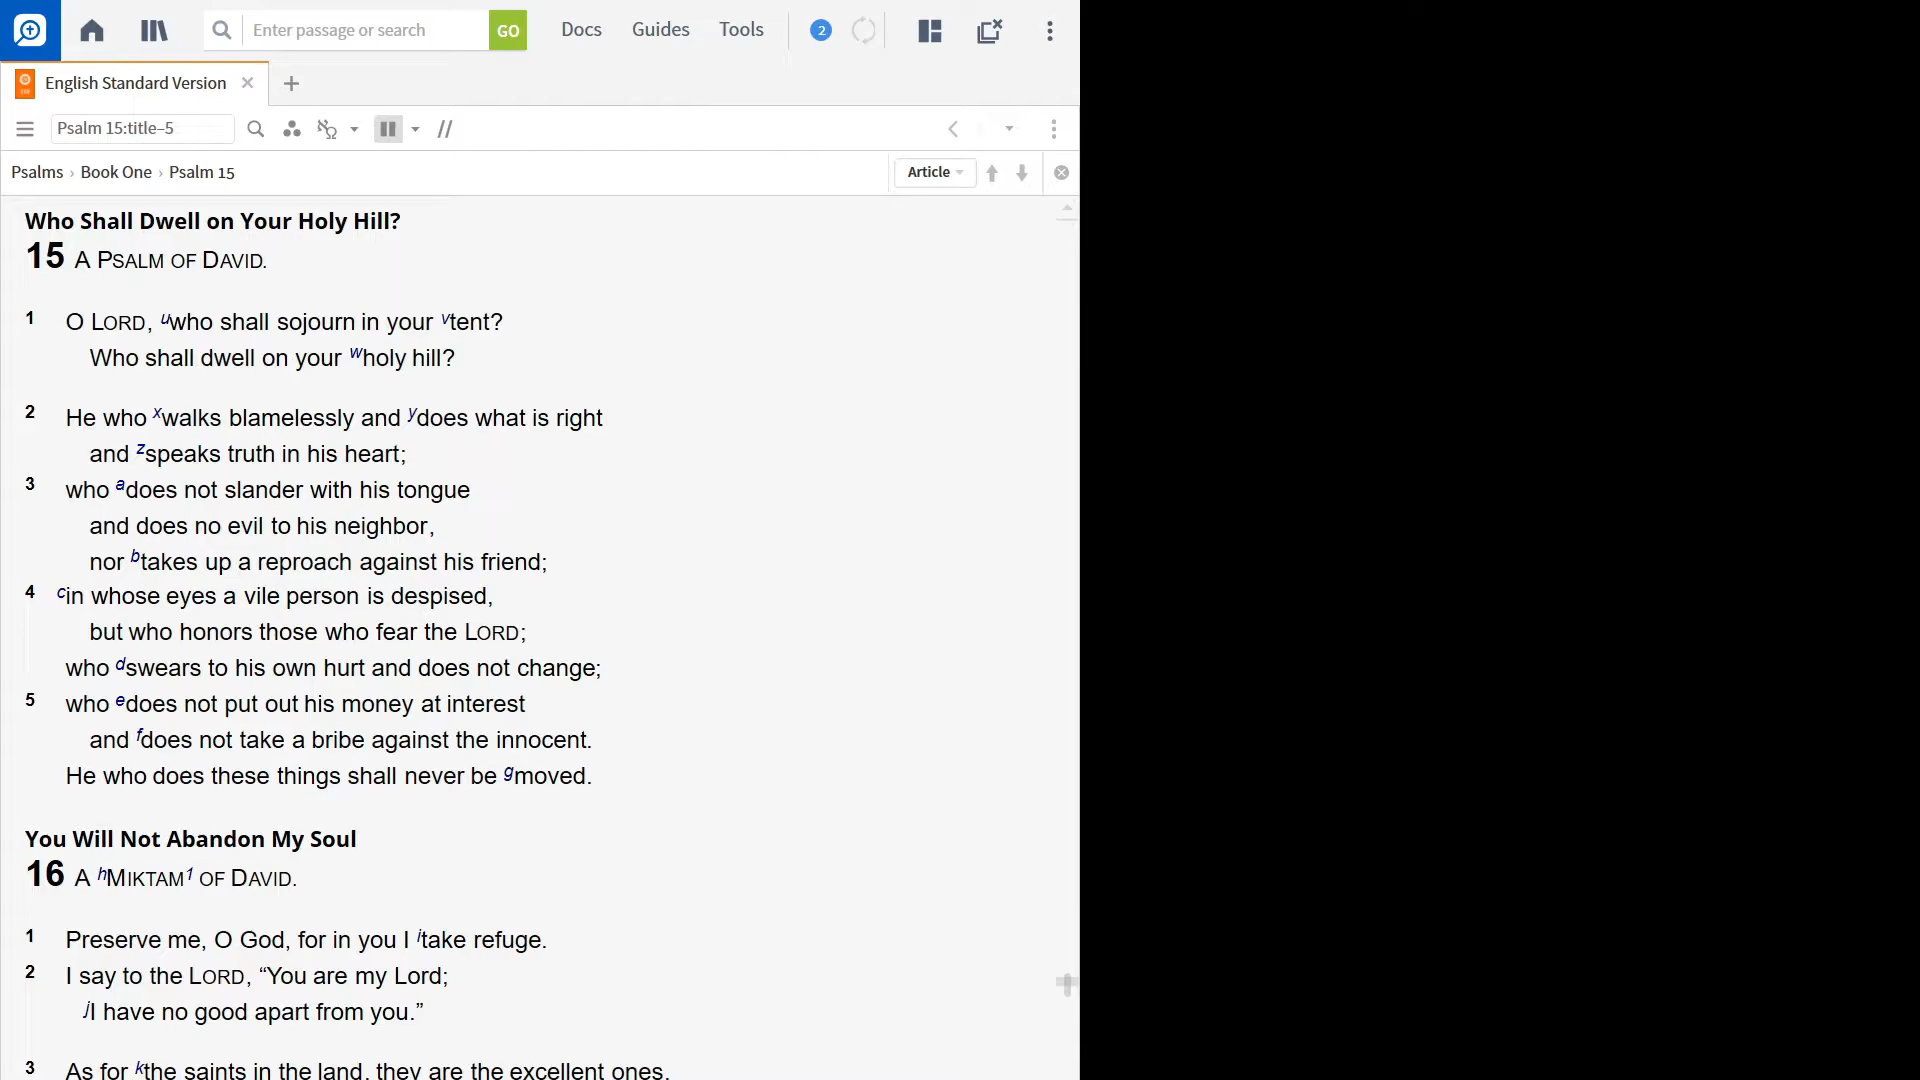 Enter passage or search GO Docs Guides Tools 2
English Standard Version
Psalm 15:title–5
Psalms › Book One › Psalm 15 Article
Who Shall Dwell on Your Holy Hill?
15 A PSALM OF DAVID.
1 O LORD, uwho shall sojourn in your vtent?
Who shall dwell on your wholy hill?
2 He who xwalks blamelessly and ydoes what is right
and zspeaks truth in his heart;
3 who adoes not slander with his tongue
and does no evil to his neighbor,
nor btakes up a reproach against his friend;
4 cin whose eyes a vile person is despised,
but who honors those who fear the LORD;
who dswears to his own hurt and does not change;
5 who edoes not put out his money at interest
and fdoes not take a bribe against the innocent.
He who does these things shall never be gmoved.
You Will Not Abandon My Soul
16 A hMIKTAM1 OF DAVID.
1 Preserve me, O God, for in you I itake refuge.
2 I say to the LORD, “You are my Lord;
jI have no good apart from you.”
3 As for kthe saints in the land, they are the excellent ones,